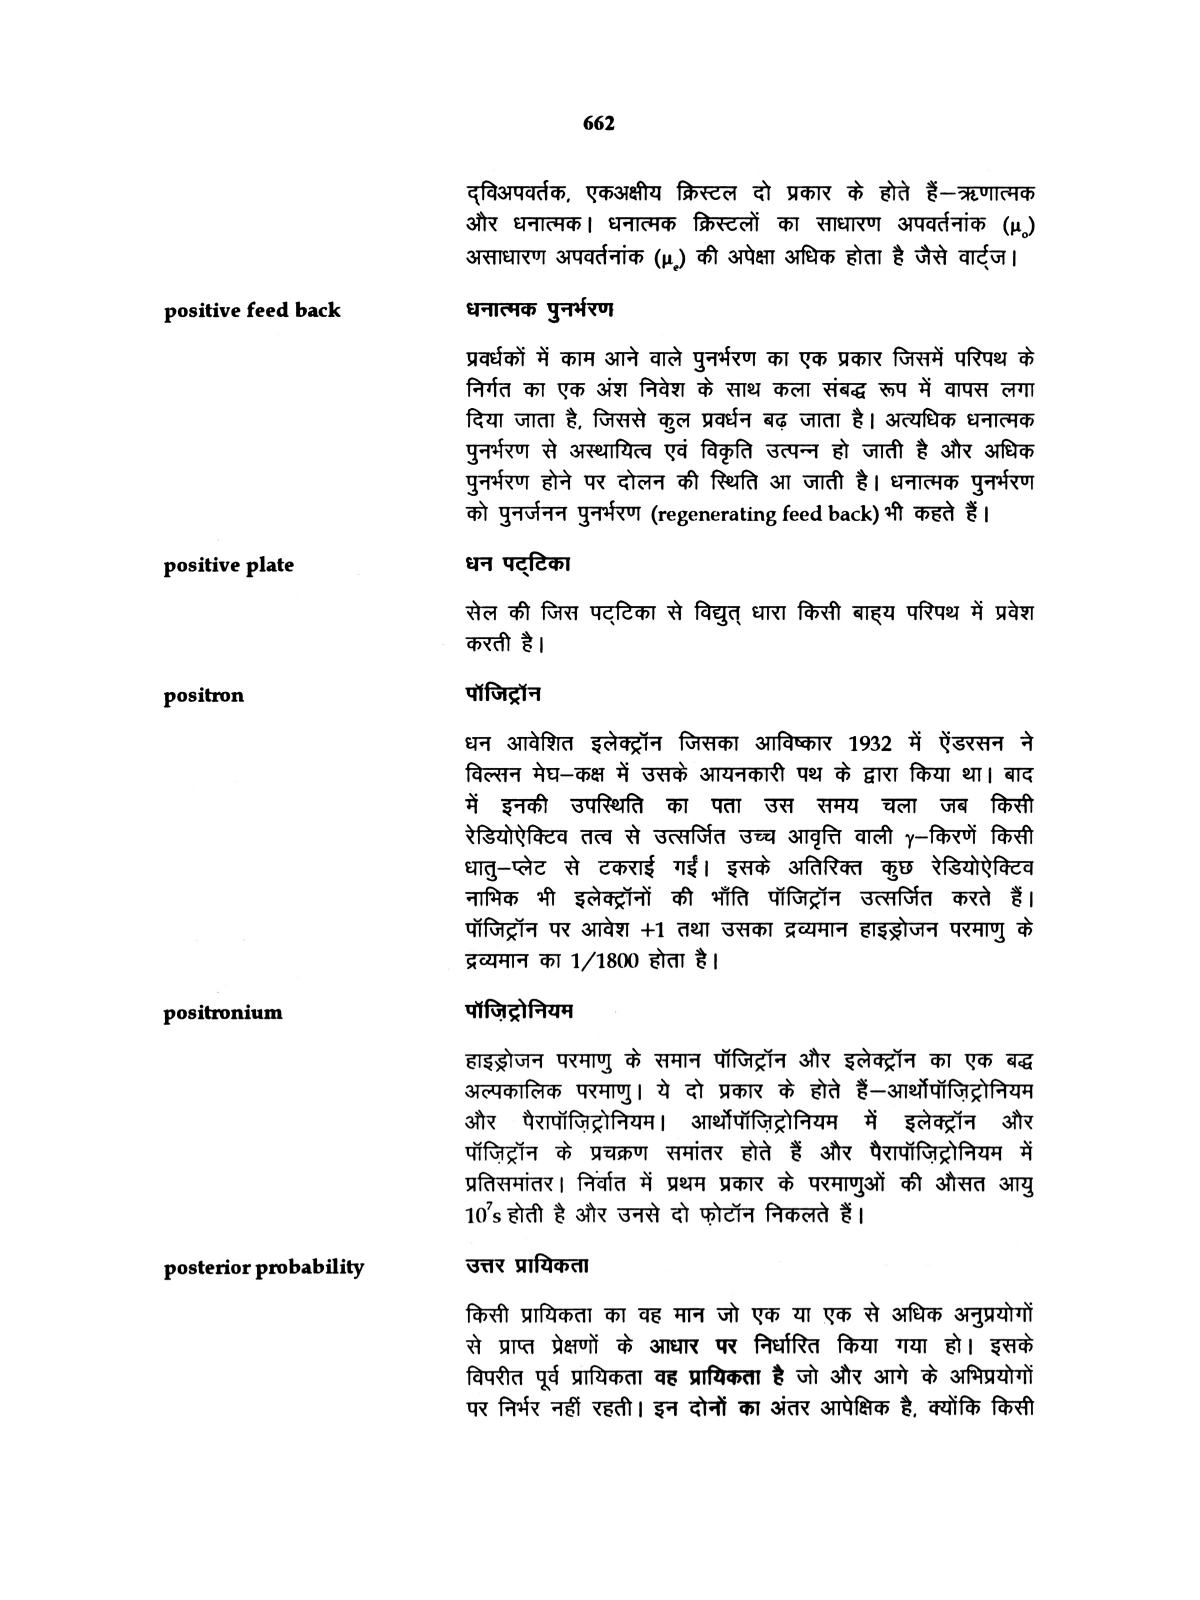 662
द्विअपवर्तक, एकअक्षीय क्रिस्टल दो प्रकार के होते हैं–ऋणात्मक
और धनात्मक। धनात्मक क्रिस्टलों का साधारण अपवर्तनांक (μₒ)
असाधारण अपवर्तनांक (μₑ) की अपेक्षा अधिक होता है जैसे वार्ट्ज।
positive feed back धनात्मक पुनर्भरण
प्रवर्धकों में काम आने वाले पुनर्भरण का एक प्रकार जिसमें परिपथ के
निर्गत का एक अंश निवेश के साथ कला संबद्ध रूप में वापस लगा
दिया जाता है, जिससे कुल प्रवर्धन बढ़ जाता है। अत्यधिक धनात्मक
पुनर्भरण से अस्थायित्व एवं विकृति उत्पन्न हो जाती है और अधिक
पुनर्भरण होने पर दोलन की स्थिति आ जाती है। धनात्मक पुनर्भरण
को पुनर्जनन पुनर्भरण (regenerating feed back) भी कहते हैं।
positive plate धन पट्टिका
सेल की जिस पट्टिका से विद्युत् धारा किसी बाह्य परिपथ में प्रवेश
करती है।
positron पॉजिट्रॉन
धन आवेशित इलेक्ट्रॉन जिसका आविष्कार 1932 में ऐंडरसन ने
विल्सन मेघ–कक्ष में उसके आयनकारी पथ के द्वारा किया था। बाद
में इनकी उपस्थिति का पता उस समय चला जब किसी
रेडियोऐक्टिव तत्व से उत्सर्जित उच्च आवृत्ति वाली γ–किरणें किसी
धातु–प्लेट से टकराई गईं। इसके अतिरिक्त कुछ रेडियोऐक्टिव
नाभिक भी इलेक्ट्रॉनों की भाँति पॉजिट्रॉन उत्सर्जित करते हैं।
पॉजिट्रॉन पर आवेश +1 तथा उसका द्रव्यमान हाइड्रोजन परमाणु के
द्रव्यमान का 1/1800 होता है।
positronium पॉज़िट्रोनियम
हाइड्रोजन परमाणु के समान पॉजिट्रॉन और इलेक्ट्रॉन का एक बद्ध
अल्पकालिक परमाणु। ये दो प्रकार के होते हैं–आर्थोपॉज़िट्रोनियम
और पैरापॉज़िट्रोनियम। आर्थोपॉज़िट्रोनियम में इलेक्ट्रॉन और
पॉज़िट्रॉन के प्रचक्रण समांतर होते हैं और पैरापॉज़िट्रोनियम में
प्रतिसमांतर। निर्वात में प्रथम प्रकार के परमाणुओं की औसत आयु
10⁷s होती है और उनसे दो फ़ोटॉन निकलते हैं।
posterior probability उत्तर प्रायिकता
किसी प्रायिकता का वह मान जो एक या एक से अधिक अनुप्रयोगों
से प्राप्त प्रेक्षणों के आधार पर निर्धारित किया गया हो। इसके
विपरीत पूर्व प्रायिकता वह प्रायिकता है जो और आगे के अभिप्रयोगों
पर निर्भर नहीं रहती। इन दोनों का अंतर आपेक्षिक है, क्योंकि किसी